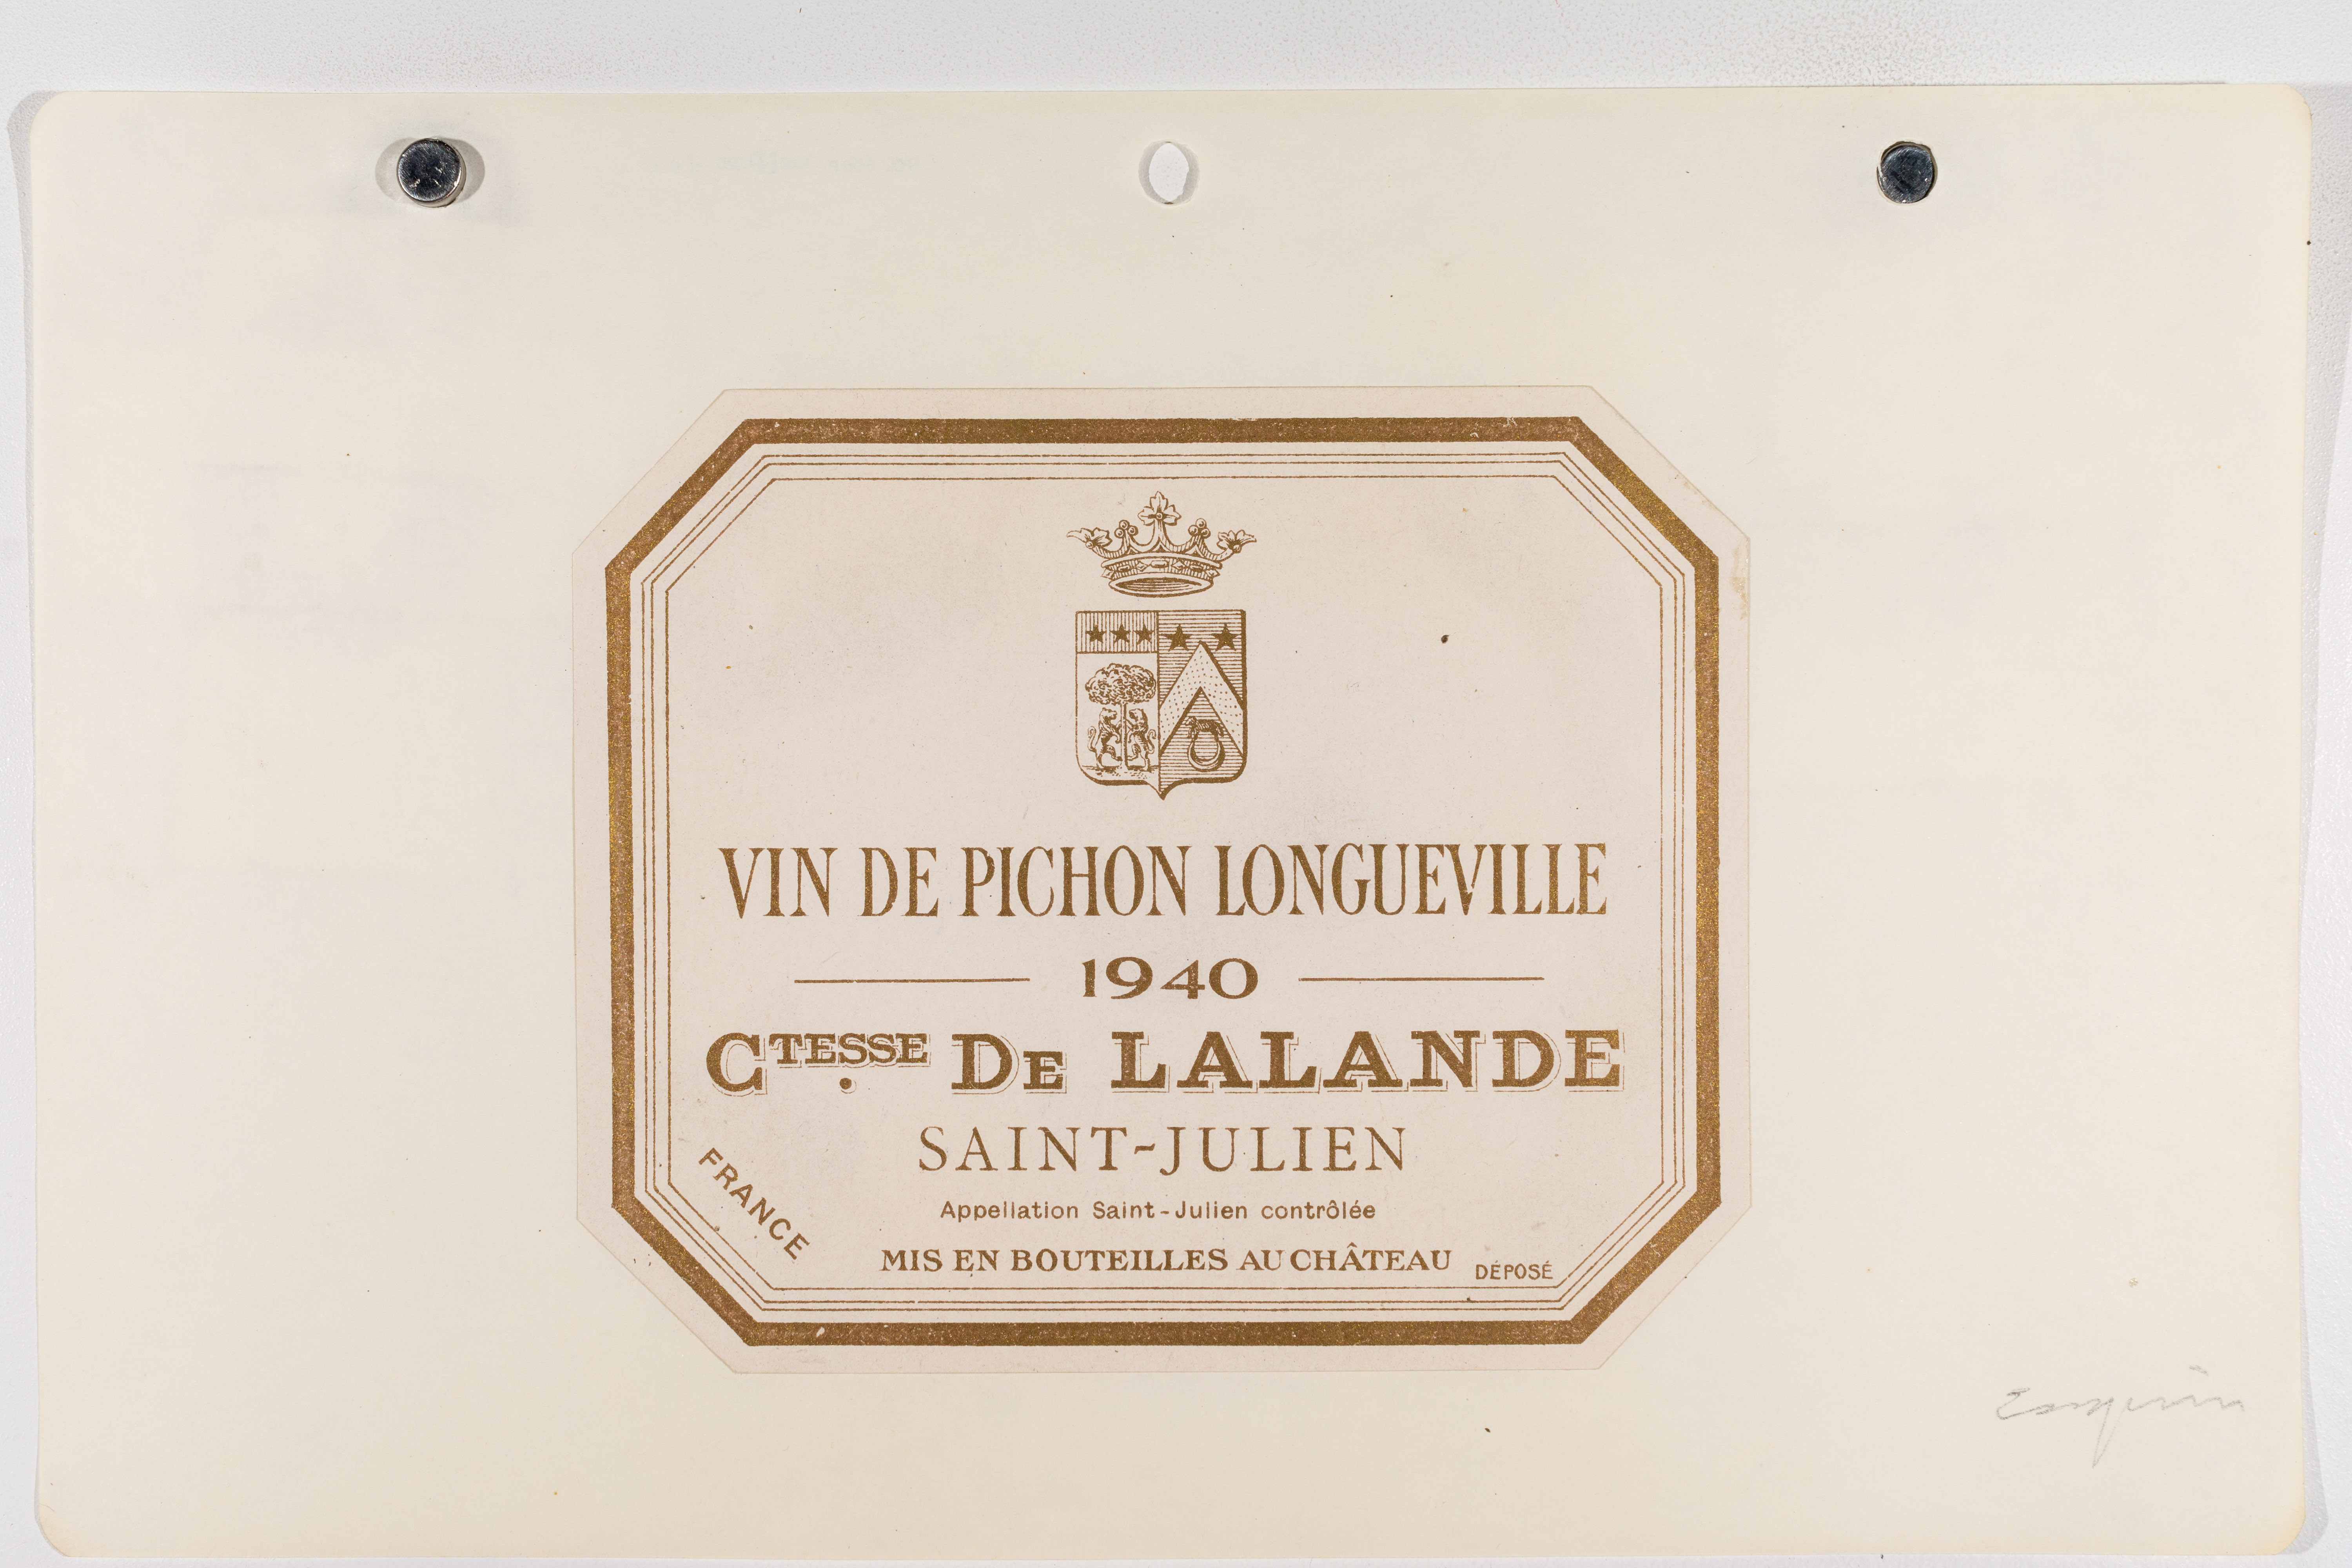 VIN DE PICHON LONGUEVILLE
1940
CTESSE DE LALANDE
SAINT-JULIEN
Appellation Saint-Julien contrôlée
MIS EN BOUTEILLES AU CHÂTEAU
DÉPOSÉ
FRANCE